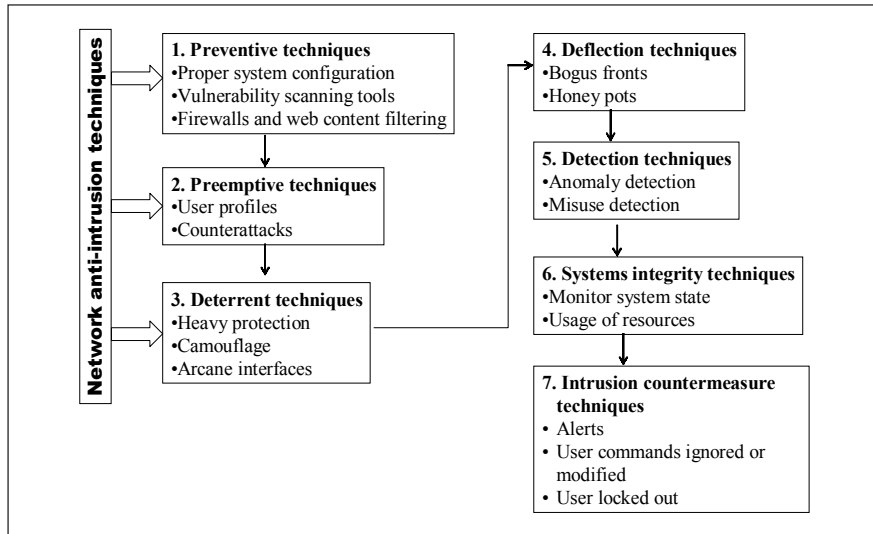 Network anti-intrusion techniques
1. Preventive techniques
•Proper system configuration
•Vulnerability scanning tools
•Firewalls and web content filtering
2. Preemptive techniques
•User profiles
•Counterattacks
3. Deterrent techniques
•Heavy protection
•Camouflage
•Arcane interfaces
4. Deflection techniques
•Bogus fronts
•Honey pots
5. Detection techniques
•Anomaly detection
•Misuse detection
6. Systems integrity techniques
•Monitor system state
•Usage of resources
7. Intrusion countermeasure
techniques
• Alerts
• User commands ignored or
modified
• User locked out